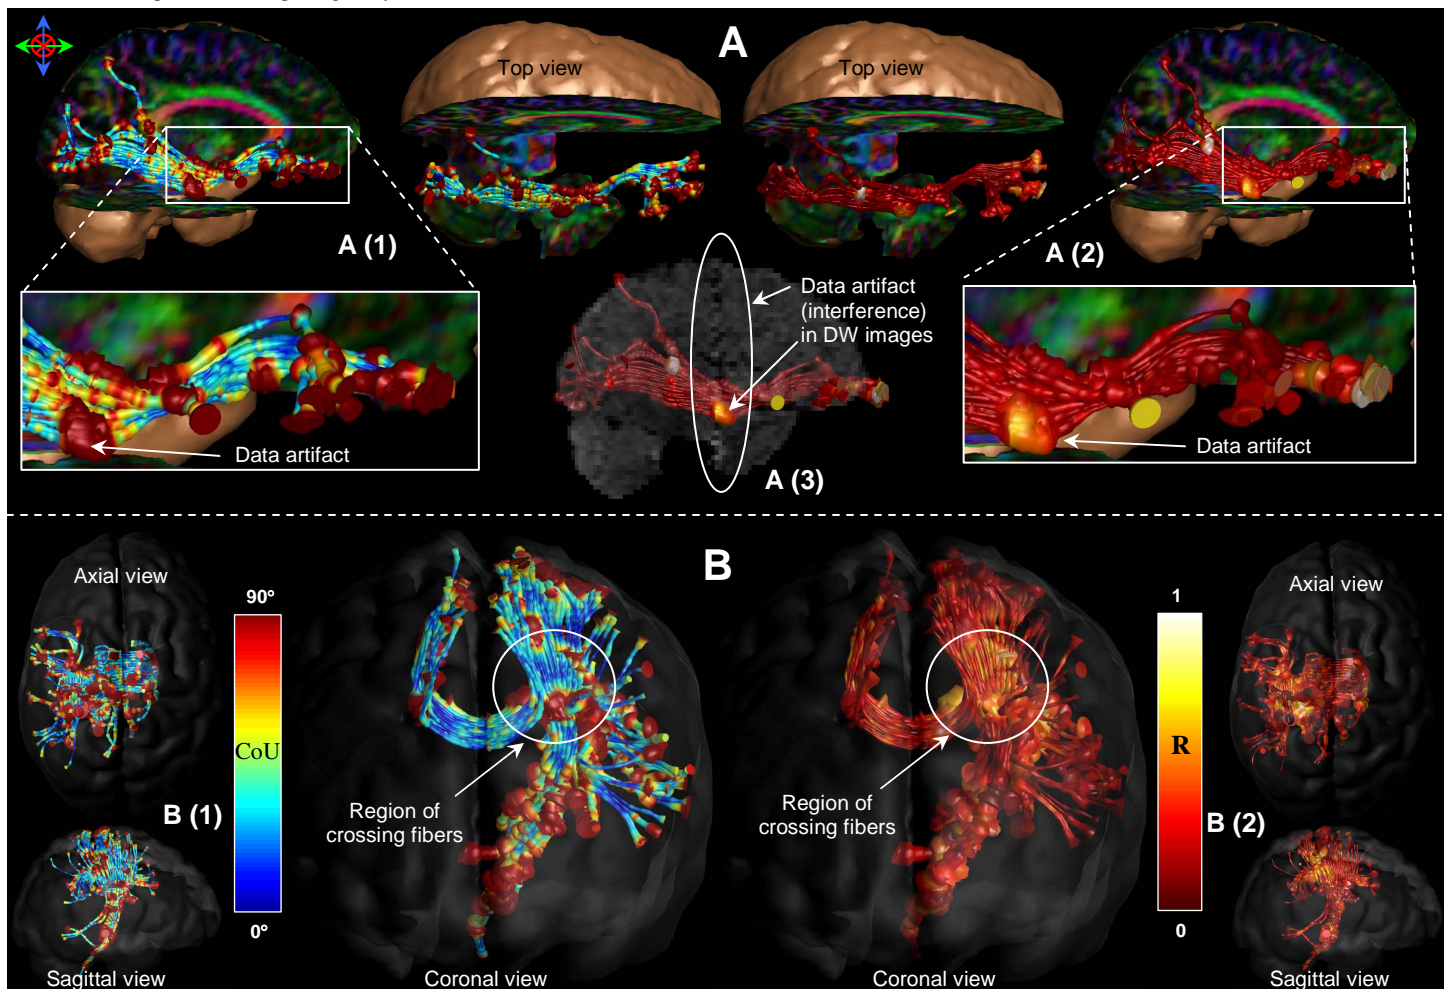 A
Top view
Top view
A (1)
A (2)
Data artifact
(interference)
in DW images
Data artifact
Data artifact
A (3)
B
Axial view
Axial view
90°
1
CoU
R
Region of
crossing fibers
Region of
crossing fibers
B (1)
B (2)
0°
0
Sagittal view
Coronal view
Coronal view
Sagittal view